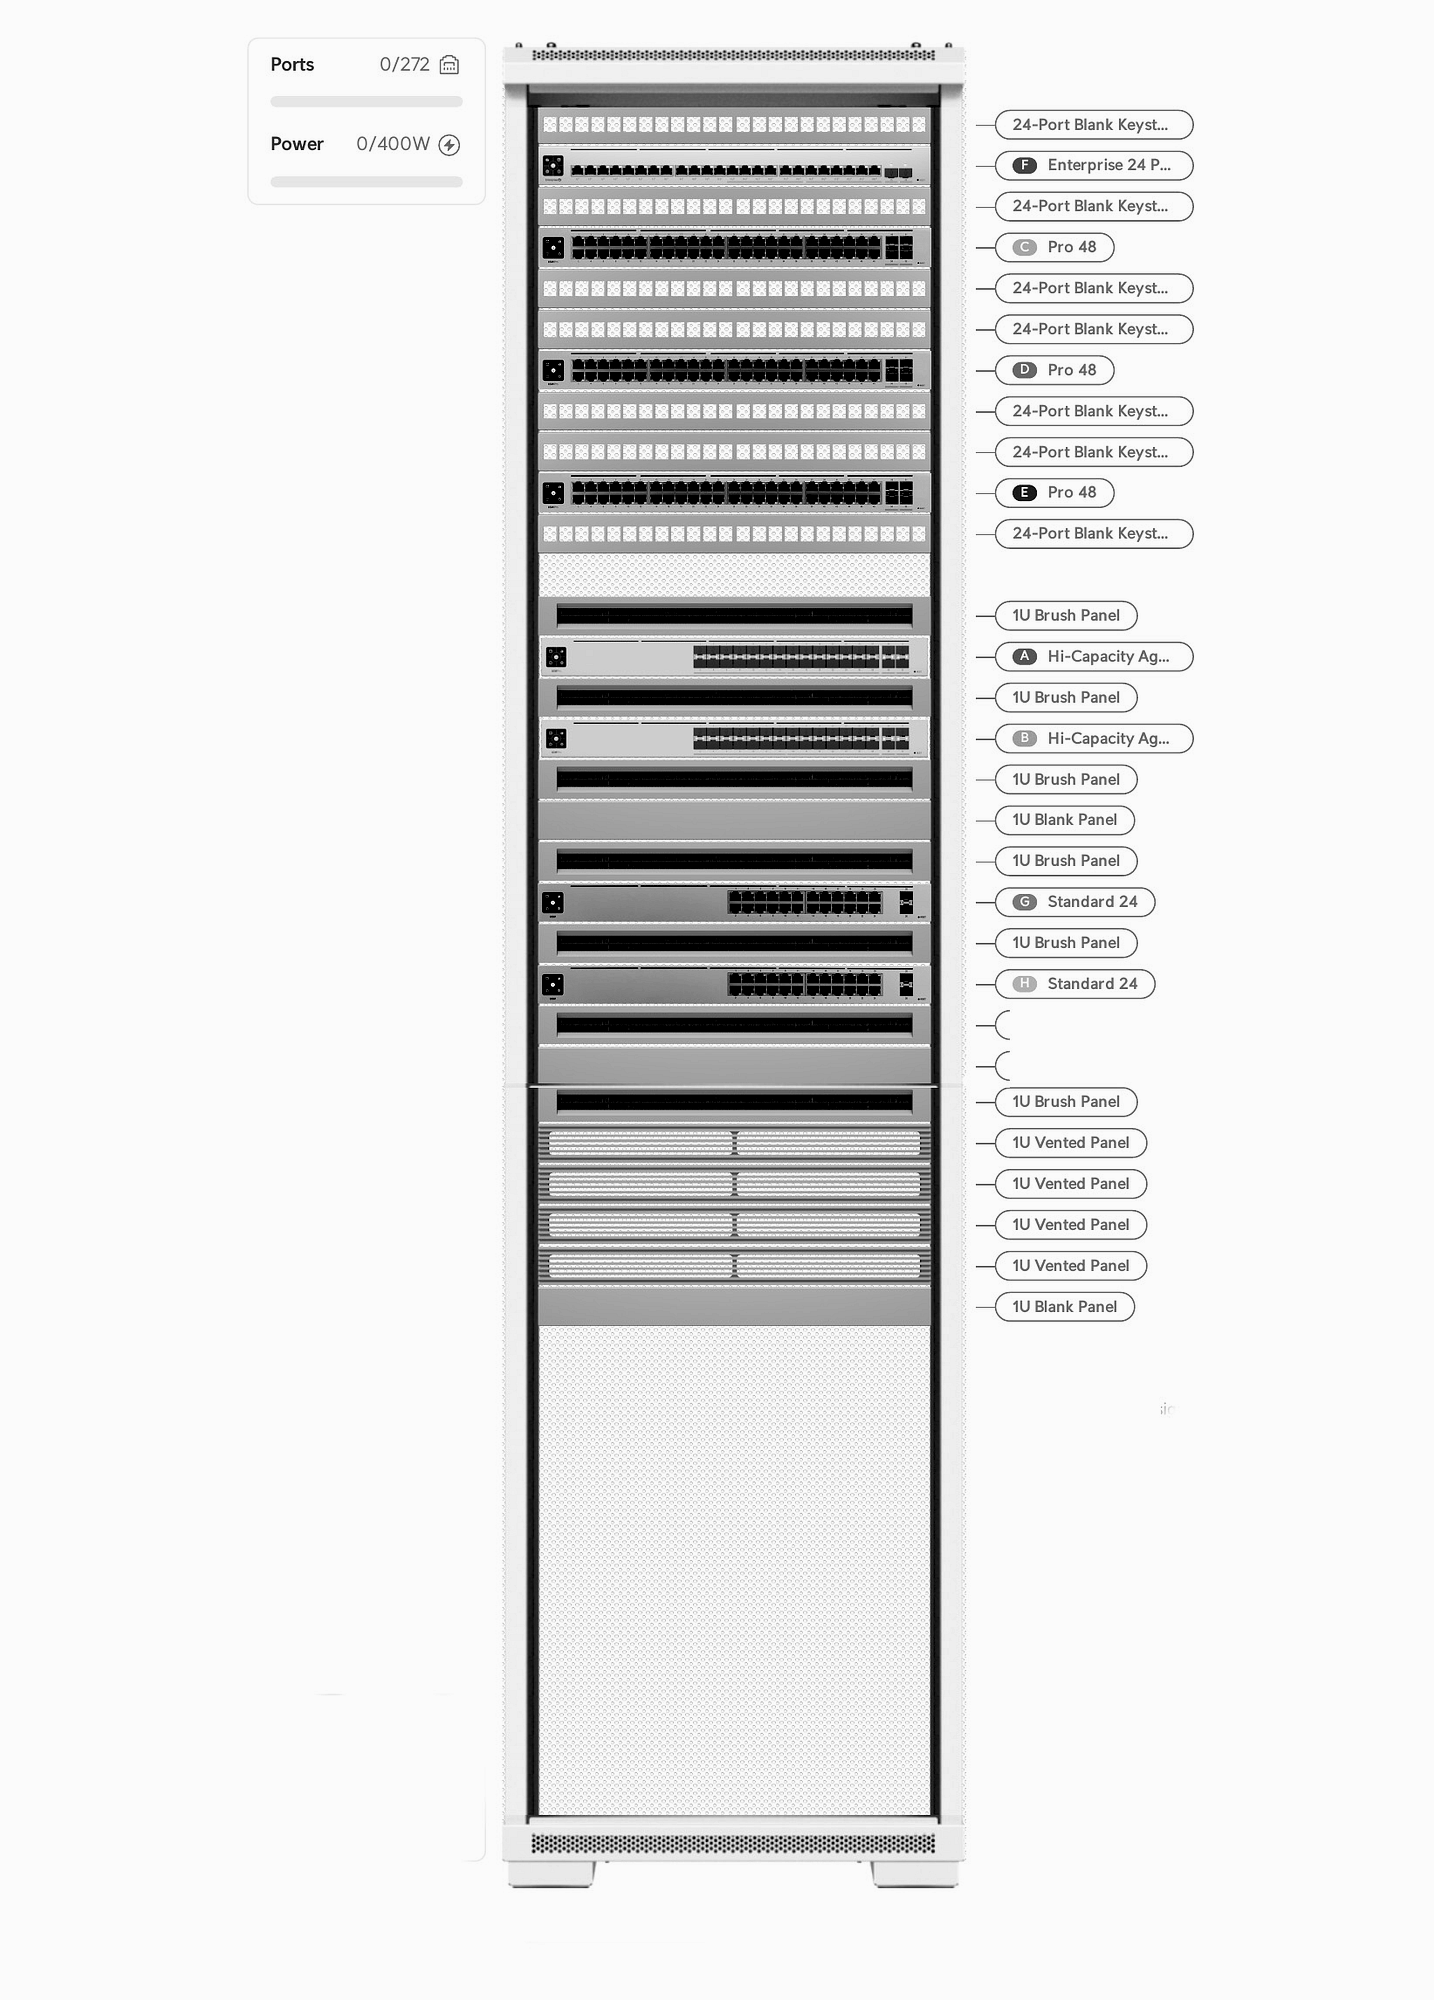 Ports 0/272
Power 0/400W
24-Port Blank Keyst...
F Enterprise 24 P...
24-Port Blank Keyst...
C Pro 48
24-Port Blank Keyst...
24-Port Blank Keyst...
D Pro 48
24-Port Blank Keyst...
24-Port Blank Keyst...
E Pro 48
24-Port Blank Keyst...
1U Brush Panel
A Hi-Capacity Ag...
1U Brush Panel
B Hi-Capacity Ag...
1U Brush Panel
1U Blank Panel
1U Brush Panel
G Standard 24
1U Brush Panel
H Standard 24
1U Brush Panel
1U Vented Panel
1U Vented Panel
1U Vented Panel
1U Vented Panel
1U Blank Panel